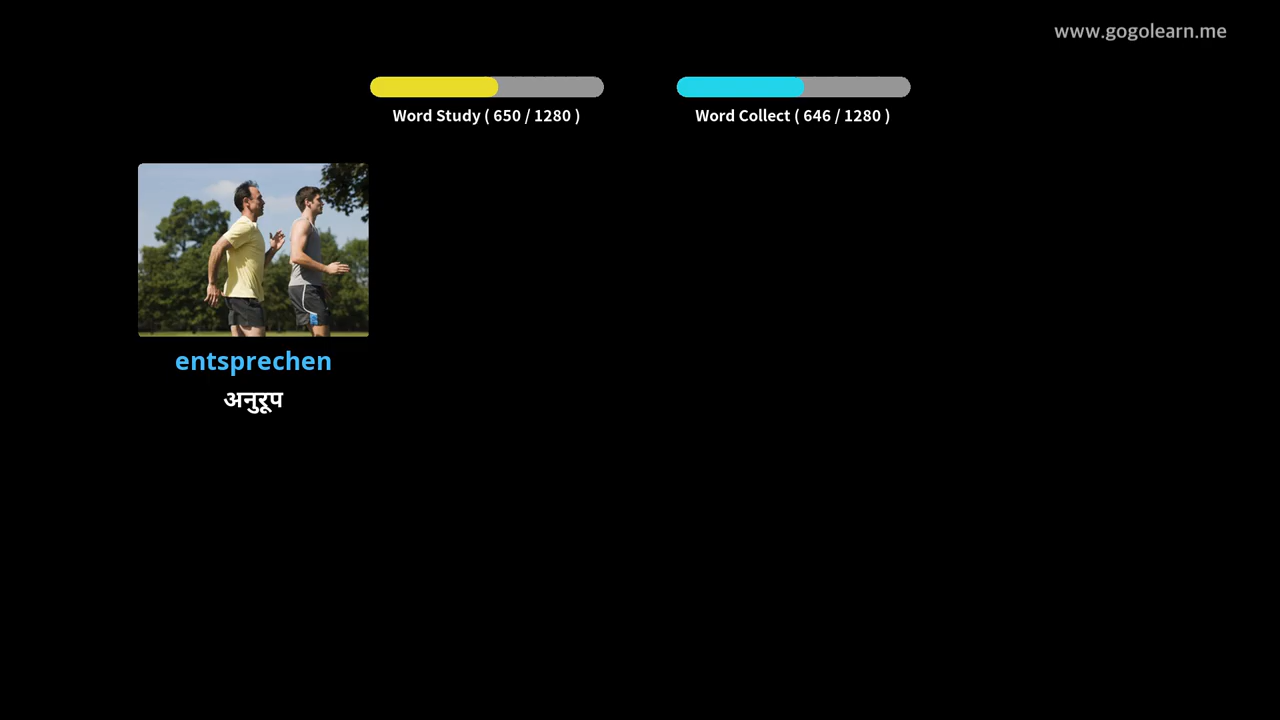 www.gogolearn.me
Word Study ( 650 / 1280 )
Word Collect ( 646 / 1280 )
entsprechen
अनुरूप